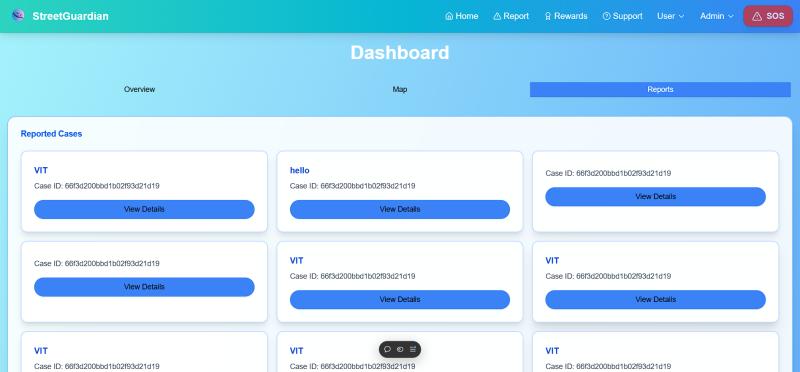 StreetGuardian Home Report Rewards Support User Admin SOS
Dashboard
Overview Map Reports
Reported Cases
VIT
Case ID: 66f3d200bbd1b02f93d21d19
View Details
hello
Case ID: 66f3d200bbd1b02f93d21d19
View Details
Case ID: 66f3d200bbd1b02f93d21d19
View Details
Case ID: 66f3d200bbd1b02f93d21d19
View Details
VIT
Case ID: 66f3d200bbd1b02f93d21d19
View Details
VIT
Case ID: 66f3d200bbd1b02f93d21d19
View Details
VIT
Case ID: 66f3d200bbd1b02f93d21d19
VIT
Case ID: 66f3d200bbd1b02f93d21d19
VIT
Case ID: 66f3d200bbd1b02f93d21d19